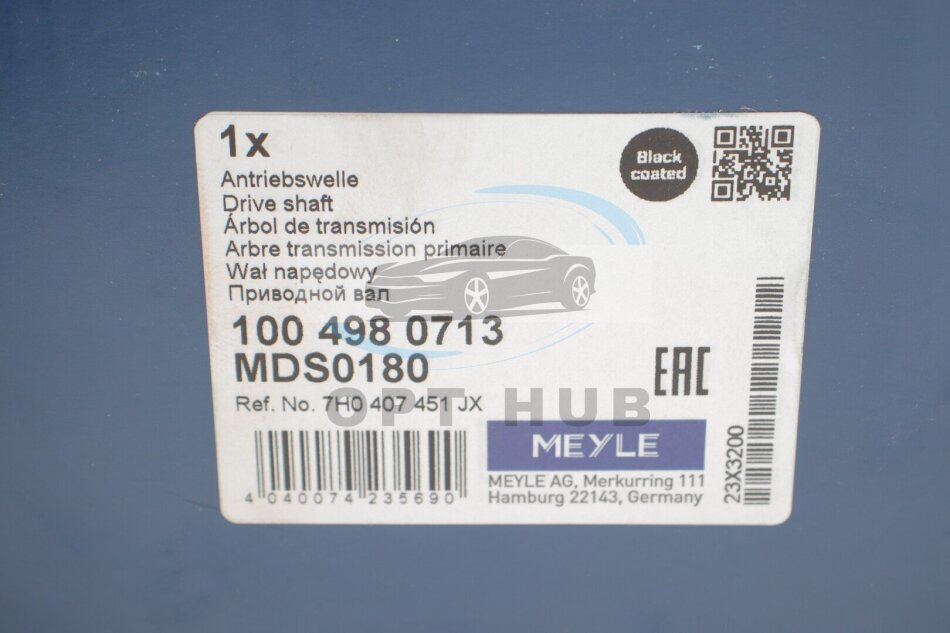 1x
Black
coated
Antriebswelle
Drive shaft
Árbol de transmisión
Arbre transmission primaire
Wał napędowy
Приводной вал
100 498 0713
MDS0180
EAC
Ref. No. 7H0 407 451 JX
OPT HUB
MEYLE
MEYLE AG, Merkurring 111
Hamburg 22143, Germany
4 040074 235690
23X3200